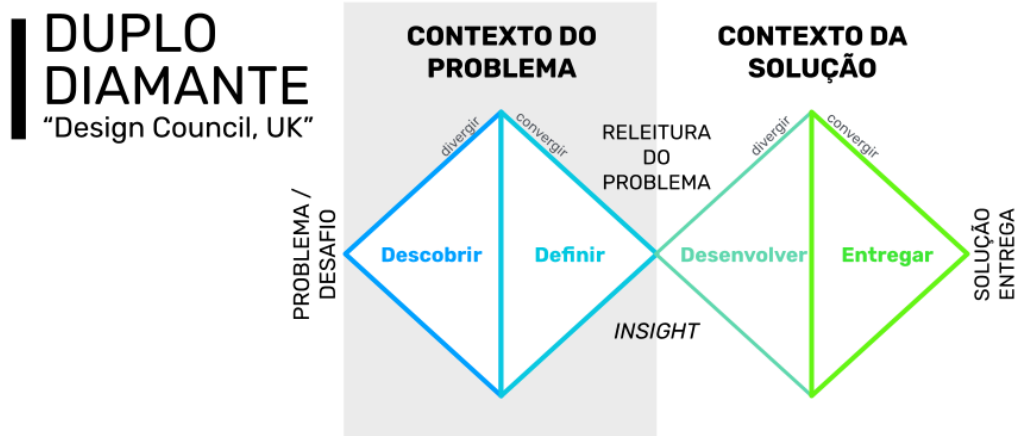 DUPLO
DIAMANTE
“Design Council, UK”
CONTEXTO DO
PROBLEMA
CONTEXTO DA
SOLUÇÃO
divergir
convergir
RELEITURA
DO
PROBLEMA
divergir
convergir
PROBLEMA /
DESAFIO
Descobrir
Definir
Desenvolver
Entregar
SOLUÇÃO
ENTREGA
INSIGHT